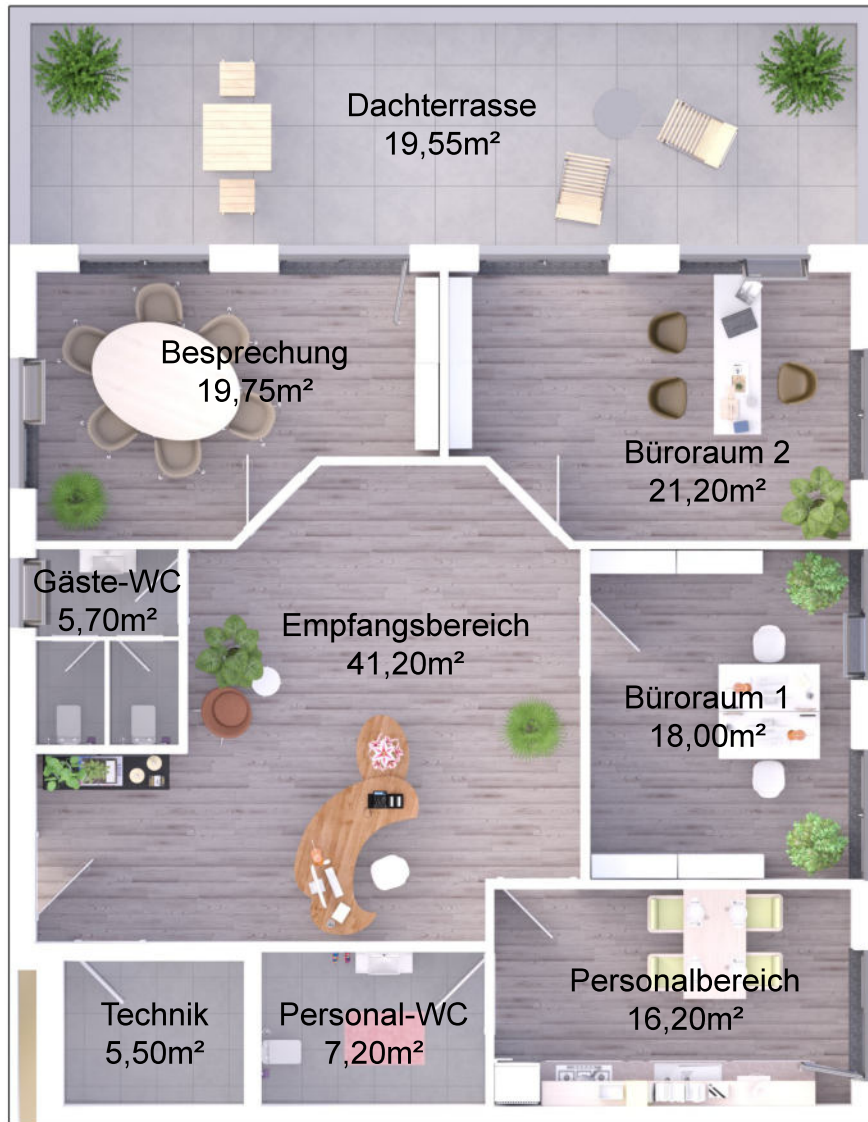 Dachterrasse
19,55m²
Besprechung
19,75m²
Büroraum 2
21,20m²
Gäste-WC
5,70m²
Empfangsbereich
41,20m²
Büroraum 1
18,00m²
Personalbereich
16,20m²
Technik
5,50m²
Personal-WC
7,20m²